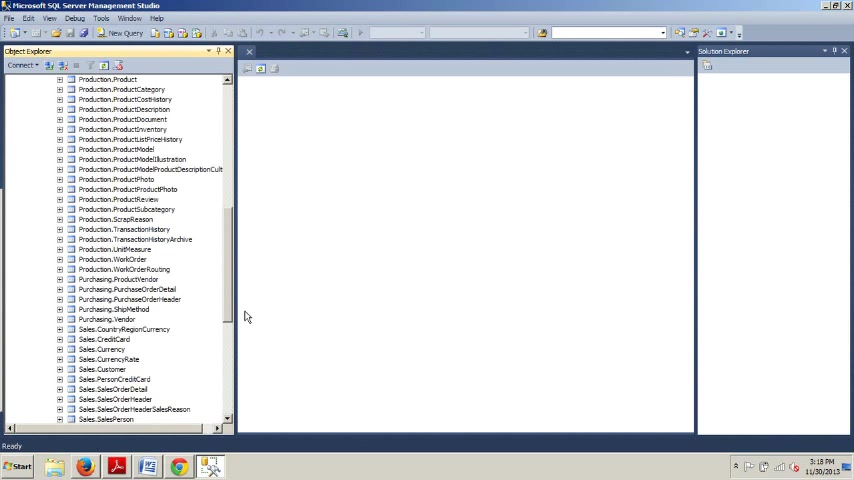 Microsoft SQL Server Management Studio
File Edit View Debug Tools Window Help
New Query
Object Explorer
Solution Explorer
Connect
Production.Product
Production.ProductCategory
Production.ProductCostHistory
Production.ProductDescription
Production.ProductDocument
Production.ProductInventory
Production.ProductListPriceHistory
Production.ProductModel
Production.ProductModelIllustration
Production.ProductModelProductDescriptionCult
Production.ProductPhoto
Production.ProductProductPhoto
Production.ProductReview
Production.ProductSubcategory
Production.ScrapReason
Production.TransactionHistory
Production.TransactionHistoryArchive
Production.UnitMeasure
Production.WorkOrder
Production.WorkOrderRouting
Purchasing.ProductVendor
Purchasing.PurchaseOrderDetail
Purchasing.PurchaseOrderHeader
Purchasing.ShipMethod
Purchasing.Vendor
Sales.CountryRegionCurrency
Sales.CreditCard
Sales.Currency
Sales.CurrencyRate
Sales.Customer
Sales.PersonCreditCard
Sales.SalesOrderDetail
Sales.SalesOrderHeader
Sales.SalesOrderHeaderSalesReason
Sales.SalesPerson
Ready
Start
3:18 PM
11/30/2013